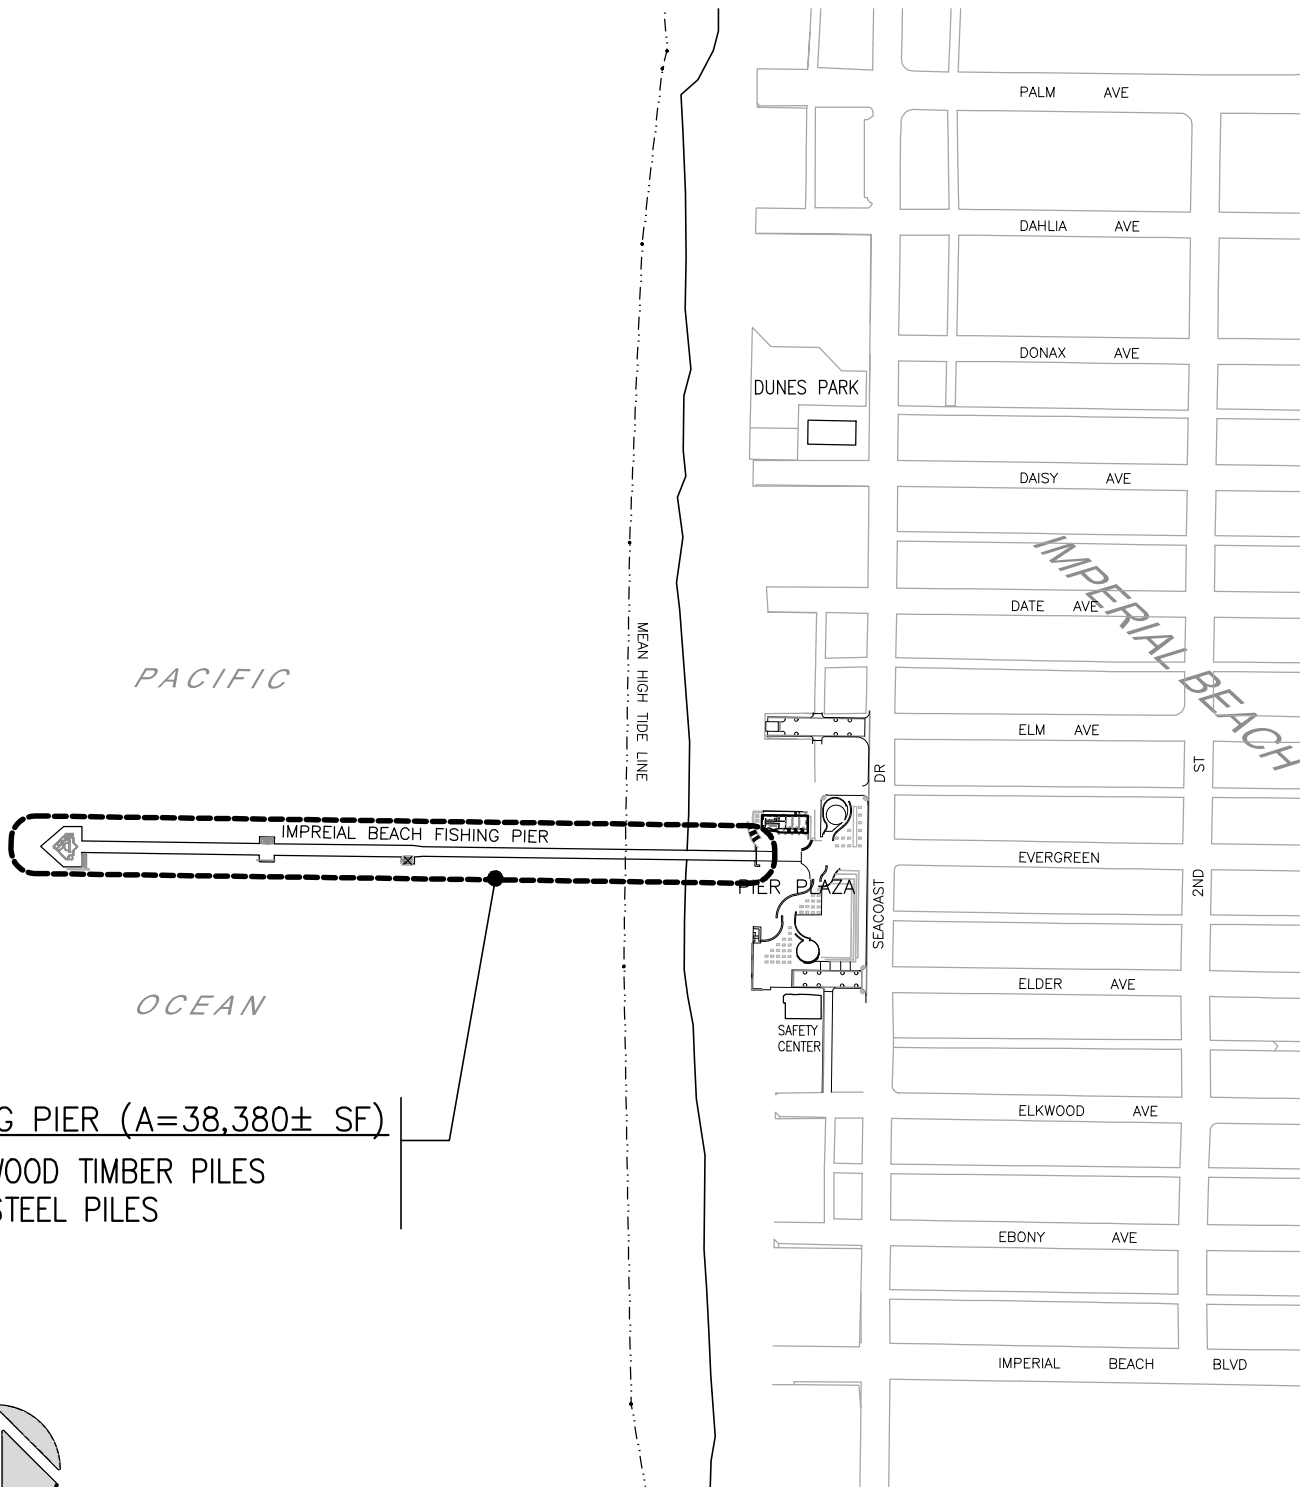 PALM AVE
DAHLIA AVE
DONAX AVE
DUNES PARK
DAISY AVE
IMPERIAL BEACH
DATE AVE
MEAN HIGH TIDE LINE
PACIFIC
ELM AVE
DR
ST
IMPREIAL BEACH FISHING PIER
EVERGREEN
PIER PLAZA
SEACOAST
2ND
ELDER AVE
OCEAN
SAFETY
CENTER
G PIER (A=38,380± SF)
ELKWOOD AVE
WOOD TIMBER PILES
STEEL PILES
EBONY AVE
IMPERIAL BEACH BLVD